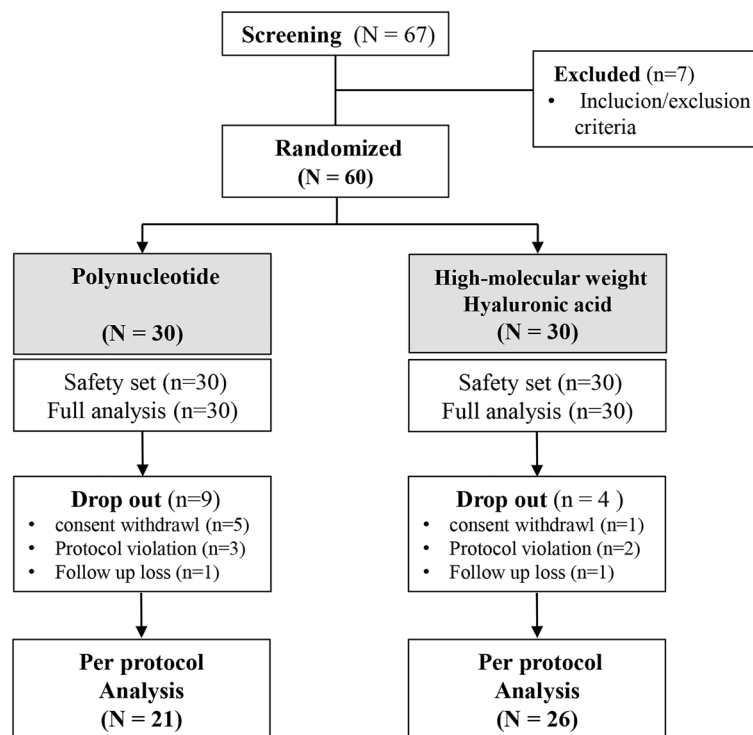 Screening (N = 67)
Excluded (n=7)
• Inclucion/exclusion
criteria
Randomized
(N = 60)
Polynucleotide
(N = 30)
High-molecular weight
Hyaluronic acid
(N = 30)
Safety set (n=30)
Full analysis (n=30)
Safety set (n=30)
Full analysis (n=30)
Drop out (n=9)
• consent withdrawl (n=5)
• Protocol violation (n=3)
• Follow up loss (n=1)
Drop out (n = 4 )
• consent withdrawl (n=1)
• Protocol violation (n=2)
• Follow up loss (n=1)
Per protocol
Analysis
(N = 21)
Per protocol
Analysis
(N = 26)